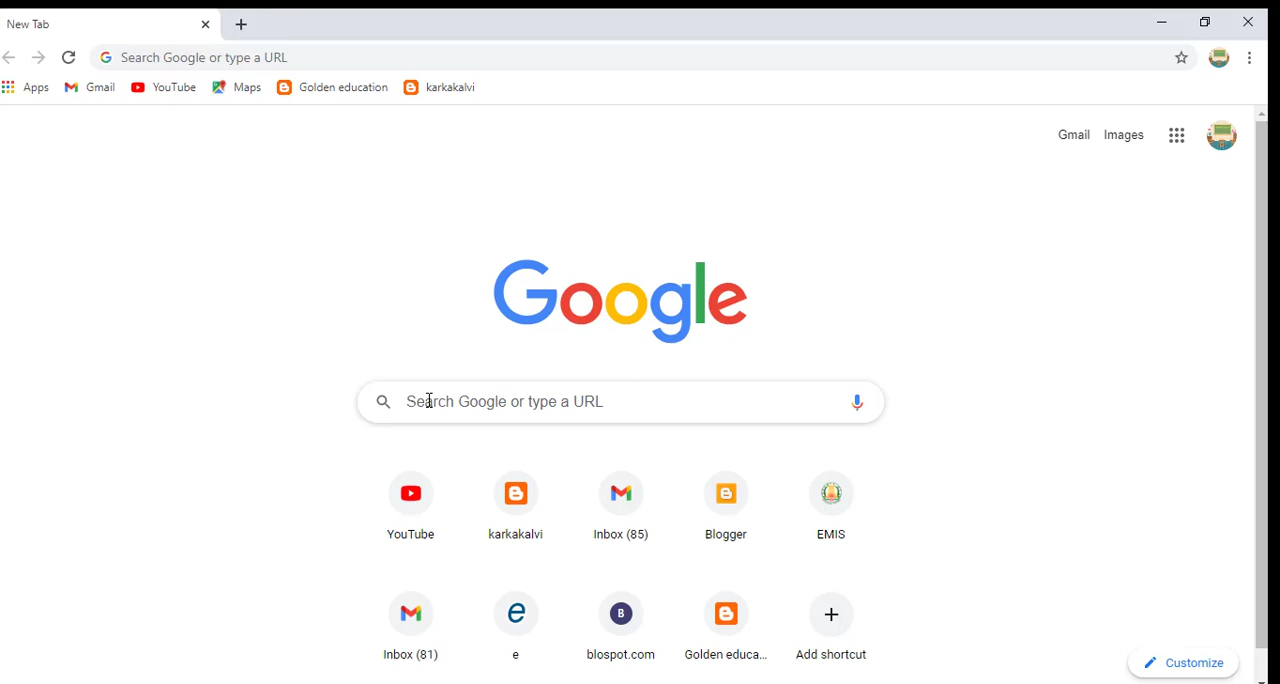 New Tab
Search Google or type a URL
Apps Gmail YouTube Maps Golden education karkakalvi
Gmail Images
Google
Search Google or type a URL
YouTube karkakalvi Inbox (85) Blogger EMIS
B
Inbox (81) e blospot.com Golden educa... Add shortcut
Customize